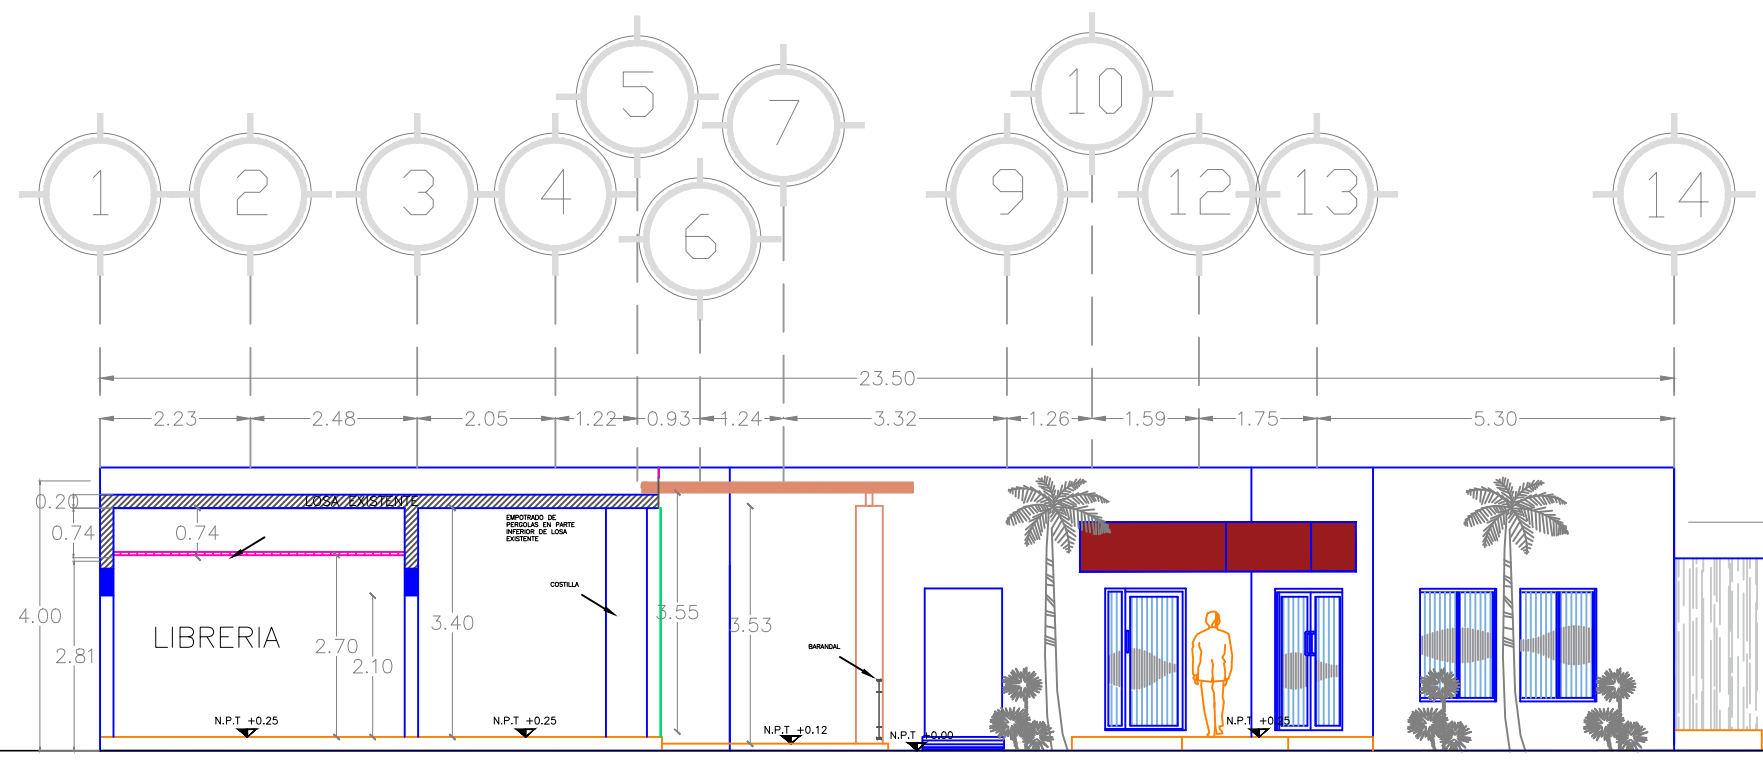 5
10
7
1
2
3
4
9
12
13
14
6
23.50
2.23
2.48
2.05
1.22
0.93
1.24
3.32
1.26
1.59
1.75
5.30
0.20
LOSA EXISTENTE
EMPOTRADO DE
PERGOLAS EN PARTE
INFERIOR DE LOSA
EXISTENTE
0.74
0.74
COSTILLA
4.00
3.55
3.40
3.53
LIBRERIA
2.70
BARANDAL
2.81
2.10
N.P.T +0.25
N.P.T +0.25
N.P.T +0.12
N.P.T +0.00
N.P.T +0.25